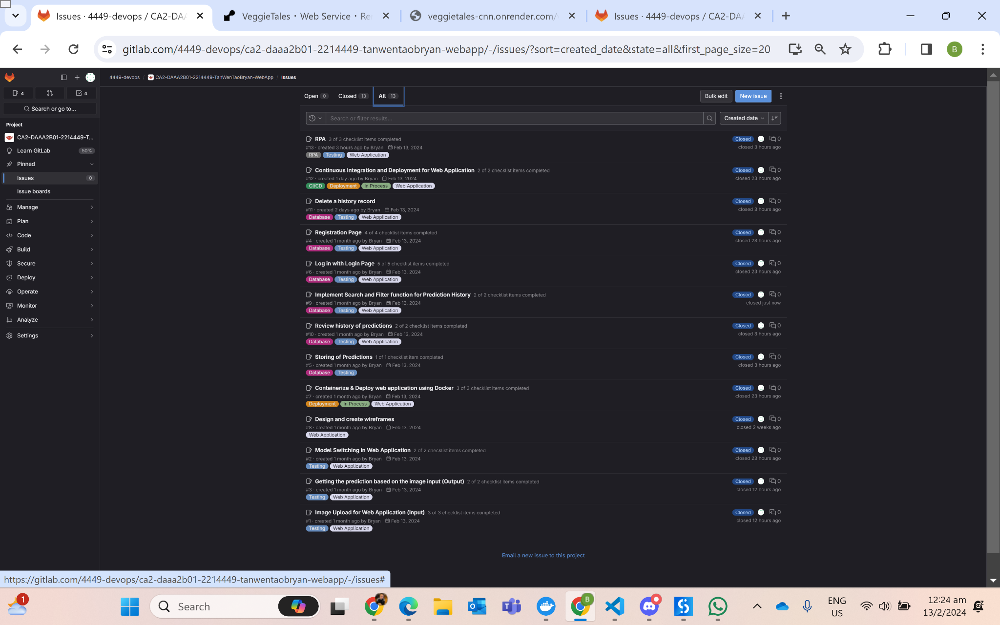 Issues · 4449-devops / CA2-DA
VeggieTales · Web Service · Re
veggietales-cnn.onrender.com/
Issues · 4449-devops / CA2-DA
gitlab.com/4449-devops/ca2-daaa2b01-2214449-tanwentaobryan-webapp/-/issues/?sort=created_date&state=all&first_page_size=20
B
4449-devops / CA2-DAAA2B01-2214449-TanWenTaoBryan-WebApp / Issues
4
4
Search or go to...
Project
CA2-DAAA2B01-2214449-T...
Learn GitLab 50%
Pinned
Issues 0
Issue boards
Manage
Plan
Code
Build
Secure
Deploy
Operate
Monitor
Analyze
Settings
Open 0 Closed 13 All 13
Bulk edit New issue
Search or filter results... Created date
RPA 3 of 3 checklist items completed Closed 0
#13 · created 3 hours ago by Bryan Feb 13, 2024 closed 3 hours ago
RPA Testing Web Application
Continuous Integration and Deployment for Web Application 2 of 2 checklist items completed Closed 0
#12 · created 1 day ago by Bryan Feb 13, 2024 closed 23 hours ago
CI/CD Deployment In Process Web Application
Delete a history record Closed 0
#11 · created 2 days ago by Bryan Feb 13, 2024 closed 3 hours ago
Database Testing Web Application
Registration Page 4 of 4 checklist items completed Closed 0
#4 · created 1 month ago by Bryan Feb 13, 2024 closed 23 hours ago
Database Testing Web Application
Log in with Login Page 5 of 5 checklist items completed Closed 0
#6 · created 1 month ago by Bryan Feb 13, 2024 closed 23 hours ago
Database Testing Web Application
Implement Search and Filter function for Prediction History 2 of 2 checklist items completed Closed 0
#9 · created 1 month ago by Bryan Feb 13, 2024 closed just now
Database Testing Web Application
Review history of predictions 2 of 2 checklist items completed Closed 0
#10 · created 1 month ago by Bryan Feb 13, 2024 closed 3 hours ago
Database Testing Web Application
Storing of Predictions 1 of 1 checklist item completed Closed 0
#5 · created 1 month ago by Bryan Feb 13, 2024 closed 3 hours ago
Database Testing
Containerize & Deploy web application using Docker 3 of 3 checklist items completed Closed 0
#7 · created 1 month ago by Bryan Feb 13, 2024 closed 23 hours ago
Deployment In Process Web Application
Design and create wireframes Closed 0
#8 · created 1 month ago by Bryan Feb 13, 2024 closed 2 weeks ago
Web Application
Model Switching in Web Application 2 of 2 checklist items completed Closed 0
#2 · created 1 month ago by Bryan Feb 13, 2024 closed 23 hours ago
Testing Web Application
Getting the prediction based on the image input (Output) 2 of 2 checklist items completed Closed 0
#3 · created 1 month ago by Bryan Feb 13, 2024 closed 12 hours ago
Testing Web Application
Image Upload for Web Application (Input) 3 of 3 checklist items completed Closed 0
#1 · created 1 month ago by Bryan Feb 13, 2024 closed 12 hours ago
Testing Web Application
Email a new issue to this project
https://gitlab.com/4449-devops/ca2-daaa2b01-2214449-tanwentaobryan-webapp/-/issues#
1
Search
B
ENG
US
12:24 am
13/2/2024